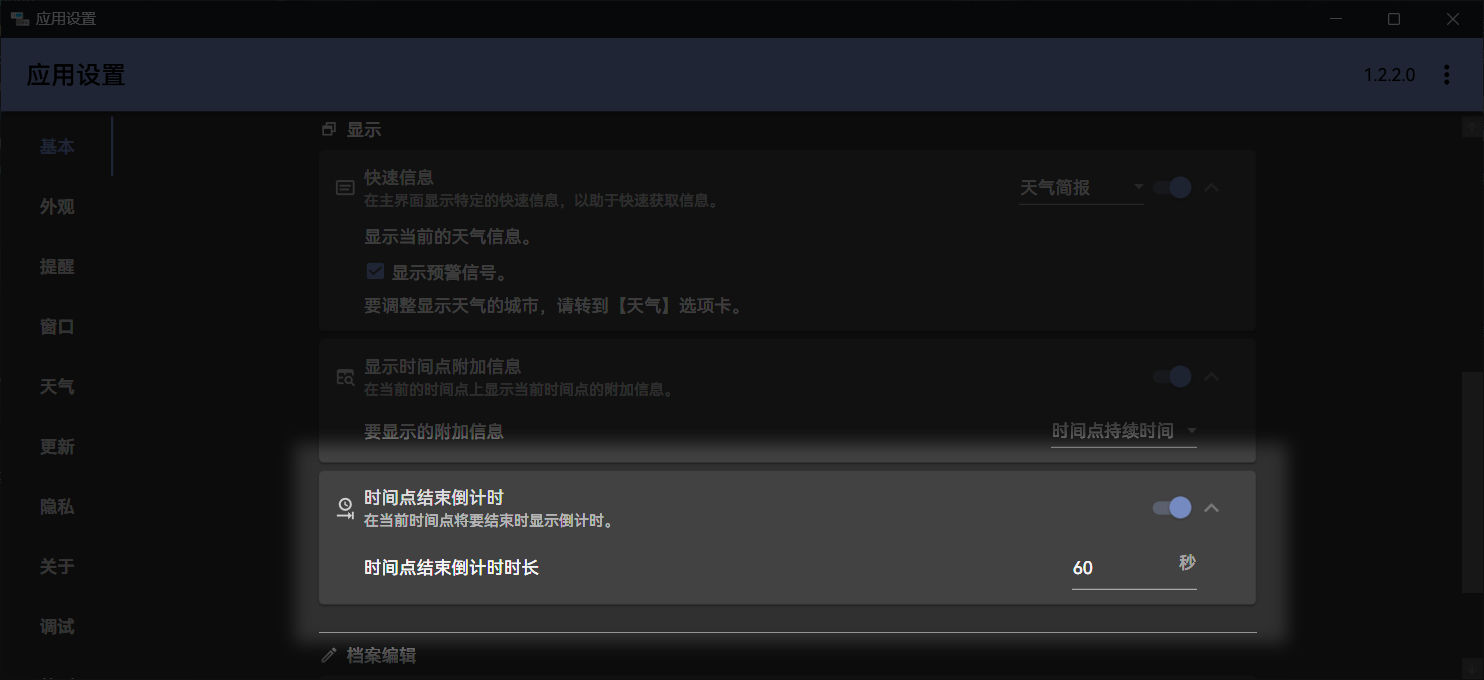 应用设置
应用设置
1.2.2.0
基本
外观
提醒
窗口
天气
更新
隐私
关于
调试
显示
快速信息
在主界面显示特定的快速信息，以助于快速获取信息。
天气简报
显示当前的天气信息。
显示预警信号。
要调整显示天气的城市，请转到【天气】选项卡。
显示时间点附加信息
在当前的时间点上显示当前时间点的附加信息。
要显示的附加信息
时间点持续时间
时间点结束倒计时
在当前时间点将要结束时显示倒计时。
时间点结束倒计时时长
60
秒
档案编辑